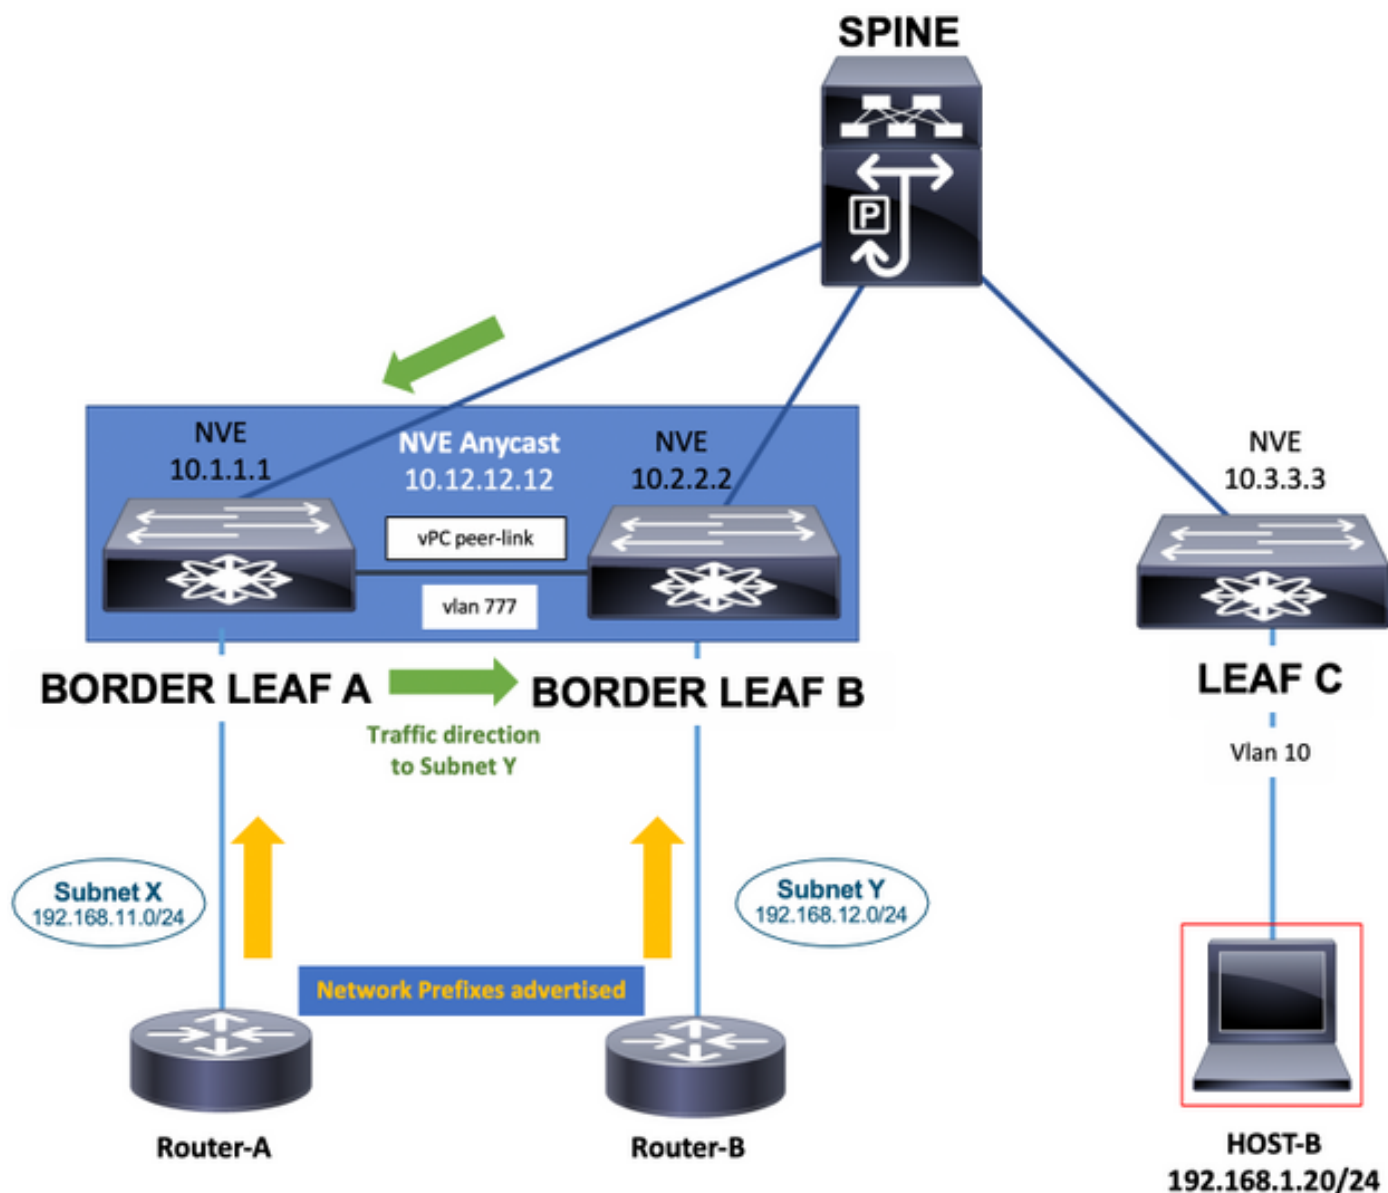 SPINE
P
NVE
10.1.1.1
NVE Anycast
10.12.12.12
NVE
10.2.2.2
NVE
10.3.3.3
vPC peer-link
vlan 777
BORDER LEAF A
BORDER LEAF B
LEAF C
Traffic direction
to Subnet Y
Vlan 10
Subnet X
192.168.11.0/24
Subnet Y
192.168.12.0/24
Network Prefixes advertised
Router-A
Router-B
HOST-B
192.168.1.20/24